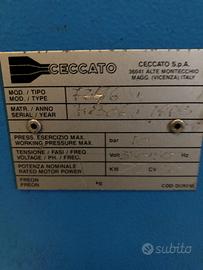 CECCATO
CECCATO S.p.A.
36041 ALTE MONTECCHIO
MAGG. (VICENZA) ITALY
MOD. / TIPO
MOD. / TYPE
MATR. / ANNO
SERIAL / YEAR
PRESS. ESERCIZIO MAX.
WORKING PRESSURE MAX.
bar
TENSIONE / FASI / FREQ
VOLTAGE / PH. / FREQ.
Volt
Hz
POTENZA NOMINALE
RATED MOTOR POWER
KW
CV
FREON
FREON
kg
subito